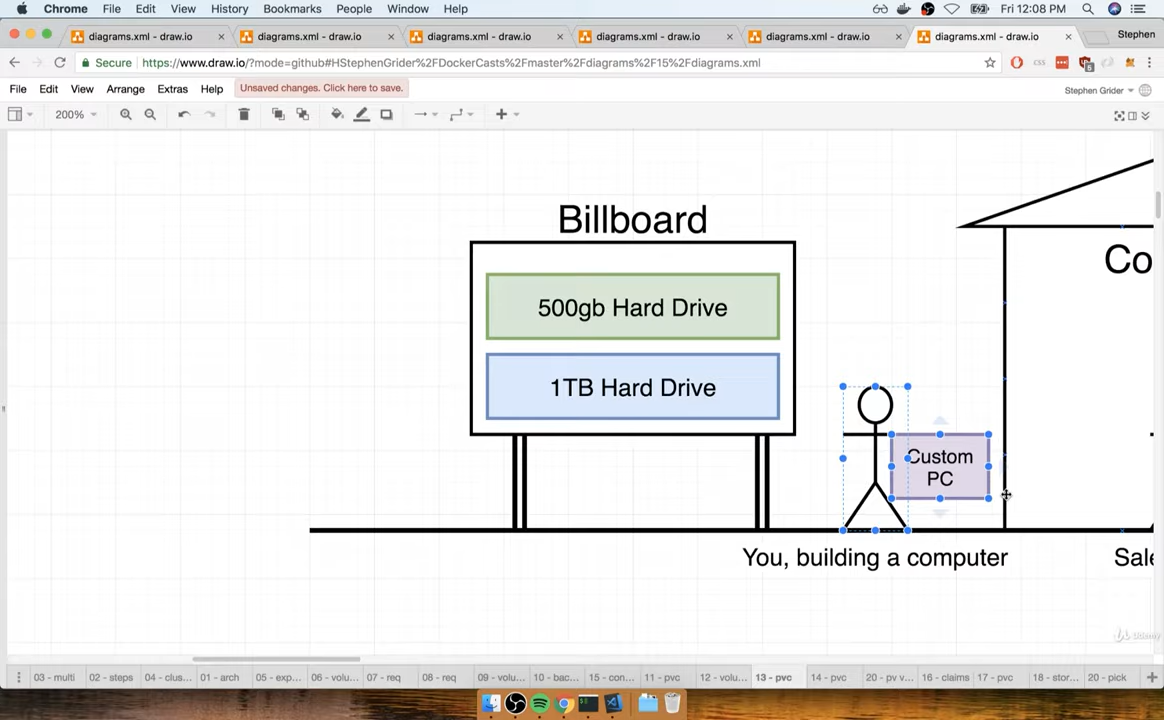 Chrome File Edit View History Bookmarks People Window Help Fri 12:08 PM
diagrams.xml - draw.io diagrams.xml - draw.io diagrams.xml - draw.io diagrams.xml - draw.io diagrams.xml - draw.io diagrams.xml - draw.io Stephen
Secure https://www.draw.io/?mode=github#HStephenGrider%2FDockerCasts%2Fmaster%2Fdiagrams%2F15%2Fdiagrams.xml
File Edit View Arrange Extras Help Unsaved changes. Click here to save. Stephen Grider
200%
Billboard
Co
500gb Hard Drive
1TB Hard Drive
Custom
PC
You, building a computer Sale
Udemy
03 - multi 02 - steps 04 - clus... 01 - arch 05 - exp... 06 - volu... 07 - req 08 - req 09 - volu... 10 - bac... 15 - con... 11 - pvc 12 - volu... 13 - pvc 14 - pvc 20 - pv v... 16 - claims 17 - pvc 18 - stor... 20 - pick